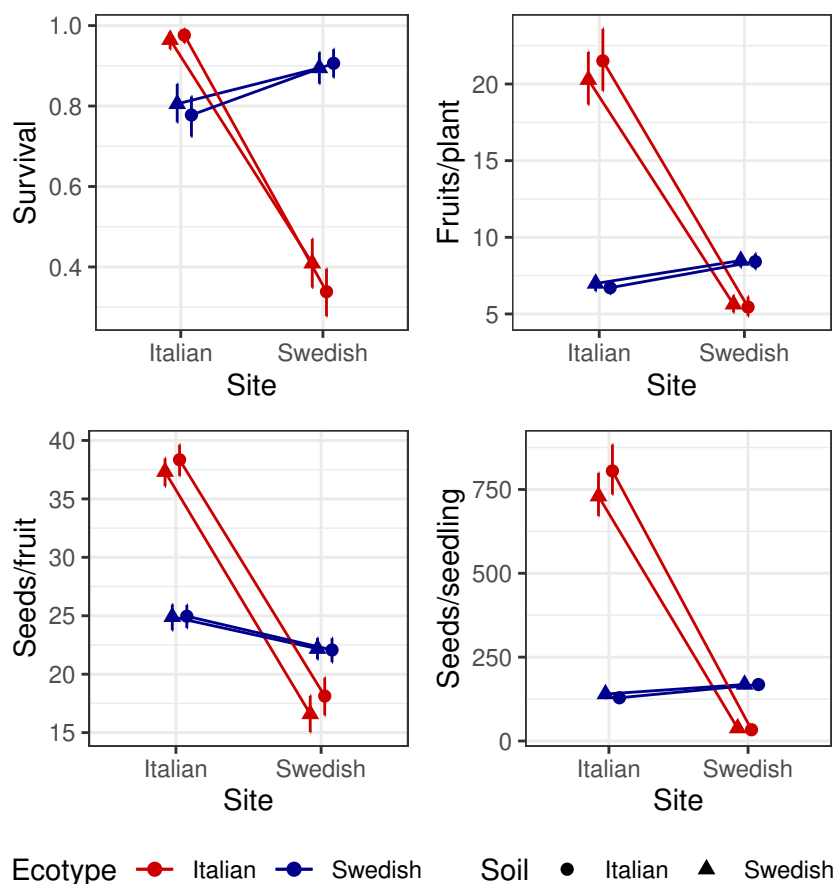 Survival
1.0
0.8
0.6
0.4
Italian Swedish
Site
Fruits/plant
20
15
10
5
Italian Swedish
Site
Seeds/fruit
40
35
30
25
20
15
Italian Swedish
Site
Seeds/seedling
750
500
250
0
Italian Swedish
Site
Ecotype Italian Swedish Soil Italian Swedish